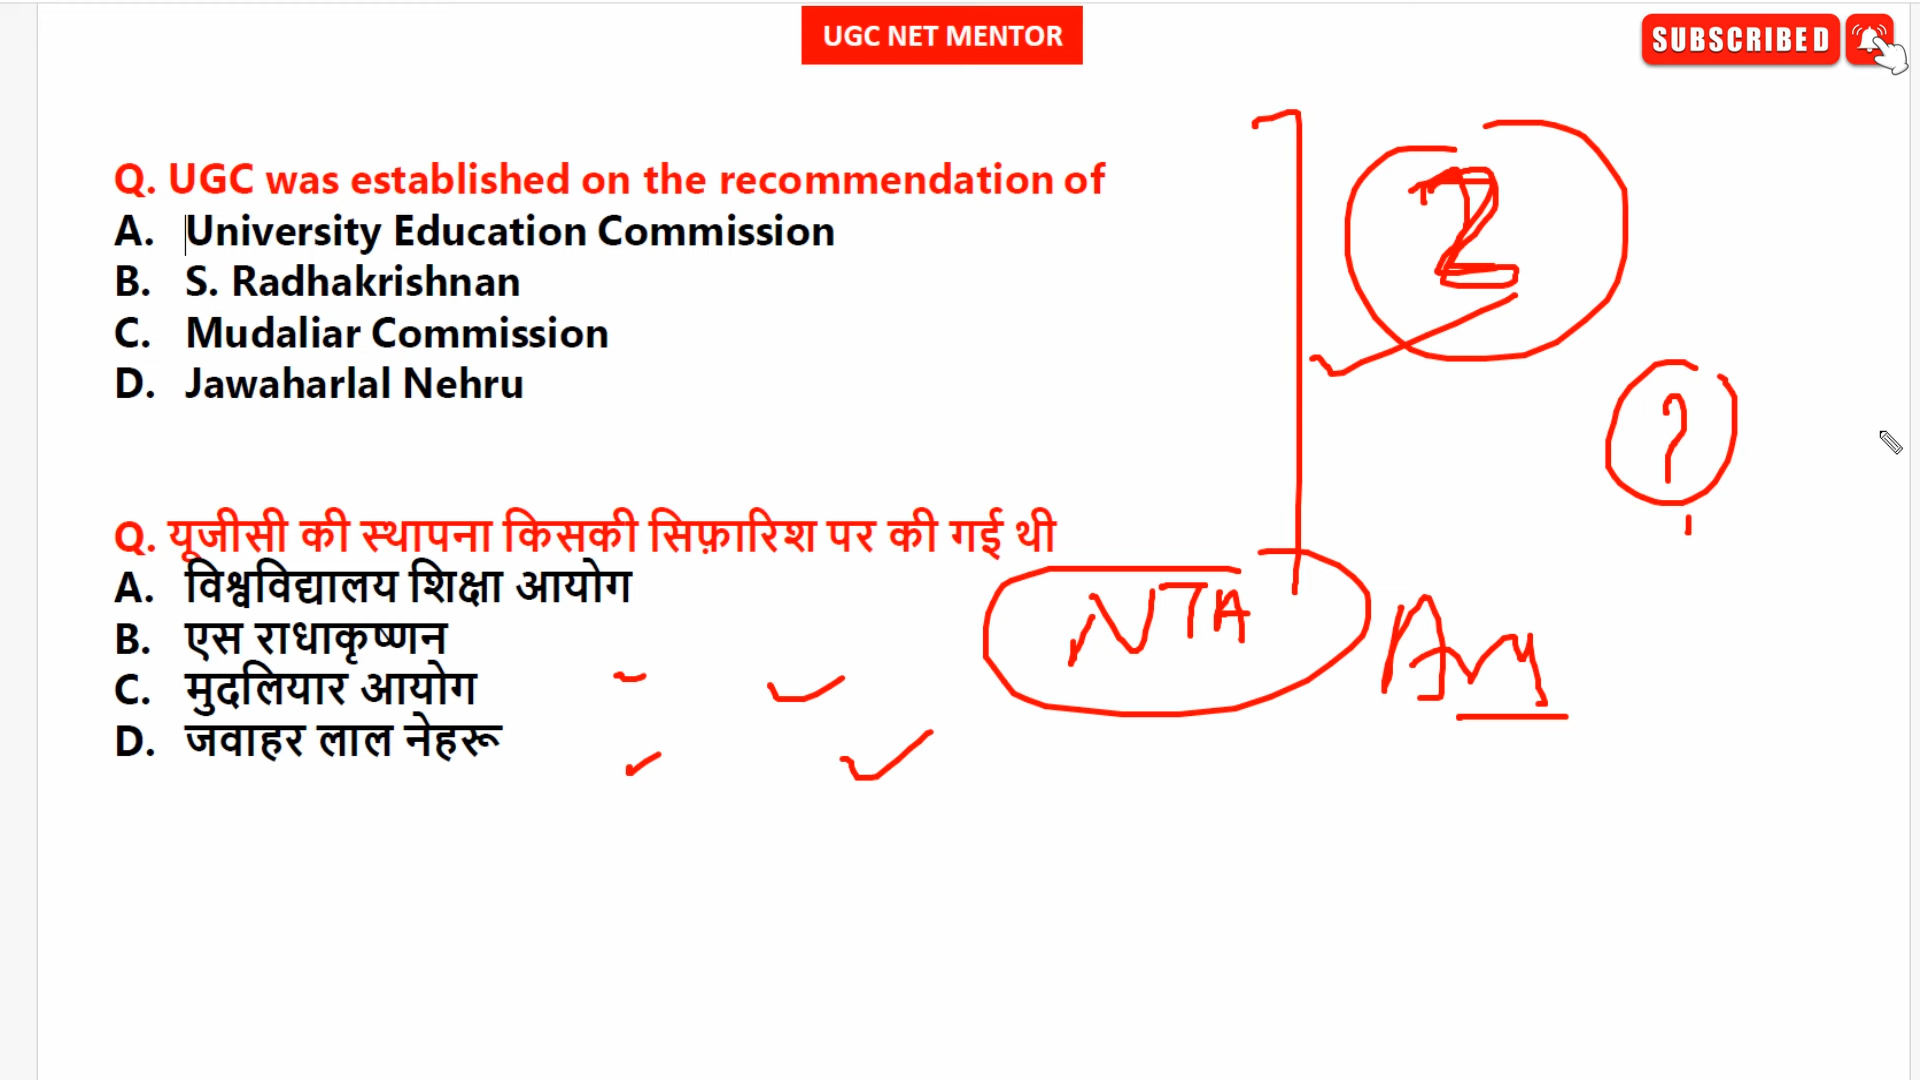 UGC NET MENTOR
SUBSCRIBED
Q. UGC was established on the recommendation of
A. University Education Commission
B. S. Radhakrishnan
C. Mudaliar Commission
D. Jawaharlal Nehru
2
?
Q. यूजीसी की स्थापना किसकी सिफ़ारिश पर की गई थी
A. विश्वविद्यालय शिक्षा आयोग
B. एस राधाकृष्णन
C. मुदलियार आयोग
D. जवाहर लाल नेहरू
NTA